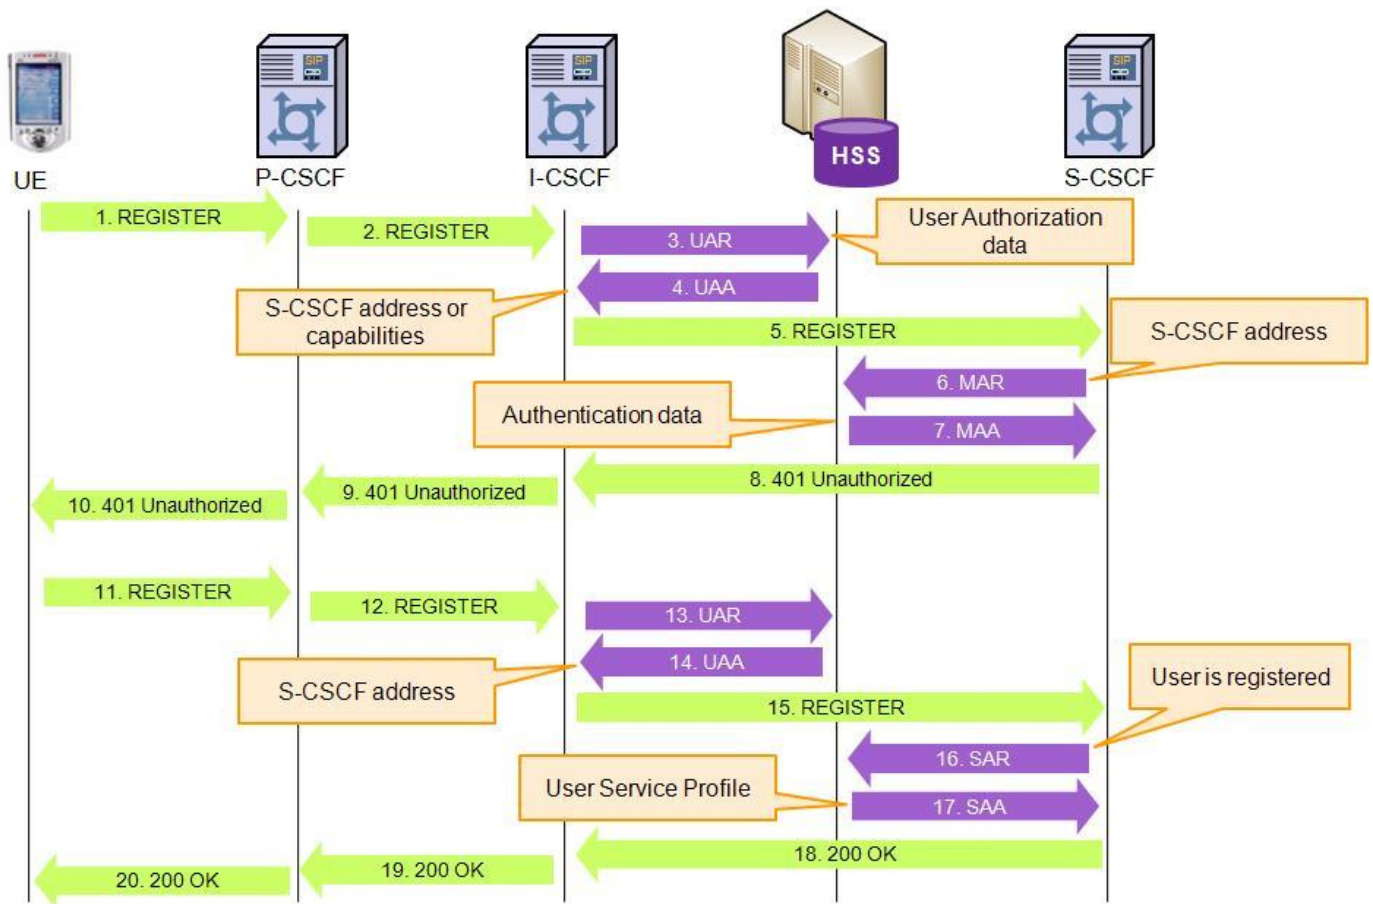 SIP
SIP
SIP
HSS
UE
P-CSCF
I-CSCF
S-CSCF
1. REGISTER
2. REGISTER
3. UAR
User Authorization
data
4. UAA
S-CSCF address or
capabilities
5. REGISTER
S-CSCF address
6. MAR
Authentication data
7. MAA
8. 401 Unauthorized
9. 401 Unauthorized
10. 401 Unauthorized
11. REGISTER
12. REGISTER
13. UAR
14. UAA
S-CSCF address
15. REGISTER
User is registered
16. SAR
User Service Profile
17. SAA
18. 200 OK
19. 200 OK
20. 200 OK